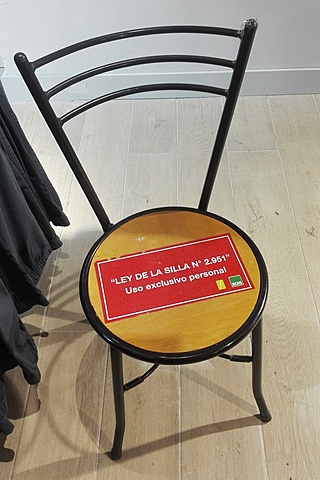 "LEY DE LA SILLA N° 2.951"
Uso exclusivo personal